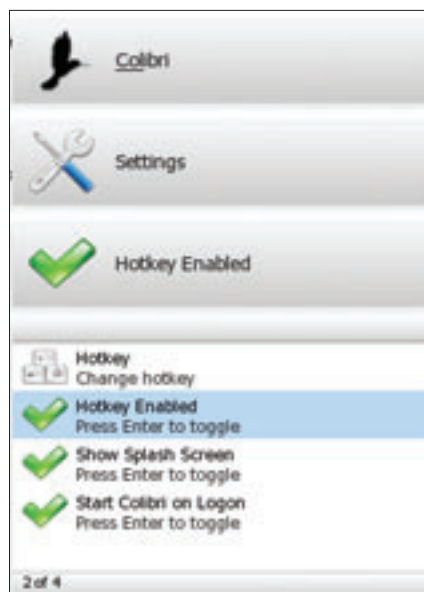 Colibri
Settings
Hotkey Enabled
Hotkey
Change hotkey
Hotkey Enabled
Press Enter to toggle
Show Splash Screen
Press Enter to toggle
Start Colibri on Logon
Press Enter to toggle
2 of 4